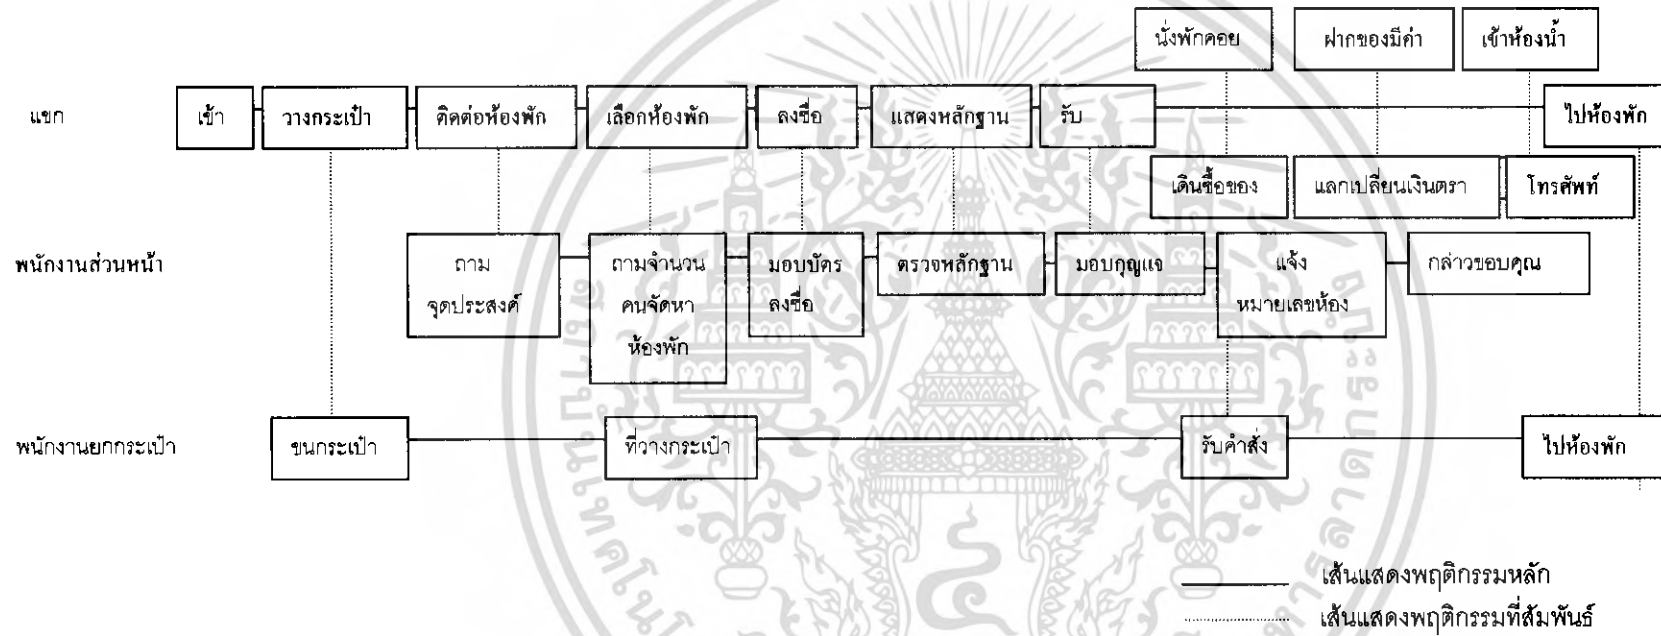 นั่งพักคอย
ฝากของมีค่า
เข้าห้องน้ำ
แขก
เข้า
วางกระเป๋า
ติดต่อห้องพัก
เลือกห้องพัก
ลงชื่อ
แสดงหลักฐาน
รับ
ไปห้องพัก
เดินซื้อของ
แลกเปลี่ยนเงินตรา
โทรศัพท์
พนักงานส่วนหน้า
ถาม
จุดประสงค์
ถามจำนวน
คนจัดหา
ห้องพัก
มอบบัตร
ลงชื่อ
ตรวจหลักฐาน
มอบกุญแจ
แจ้ง
หมายเลขห้อง
กล่าวขอบคุณ
พนักงานยกกระเป๋า
ขนกระเป๋า
ที่วางกระเป๋า
รับคำสั่ง
ไปห้องพัก
เส้นแสดงพฤติกรรมหลัก
เส้นแสดงพฤติกรรมที่สัมพันธ์